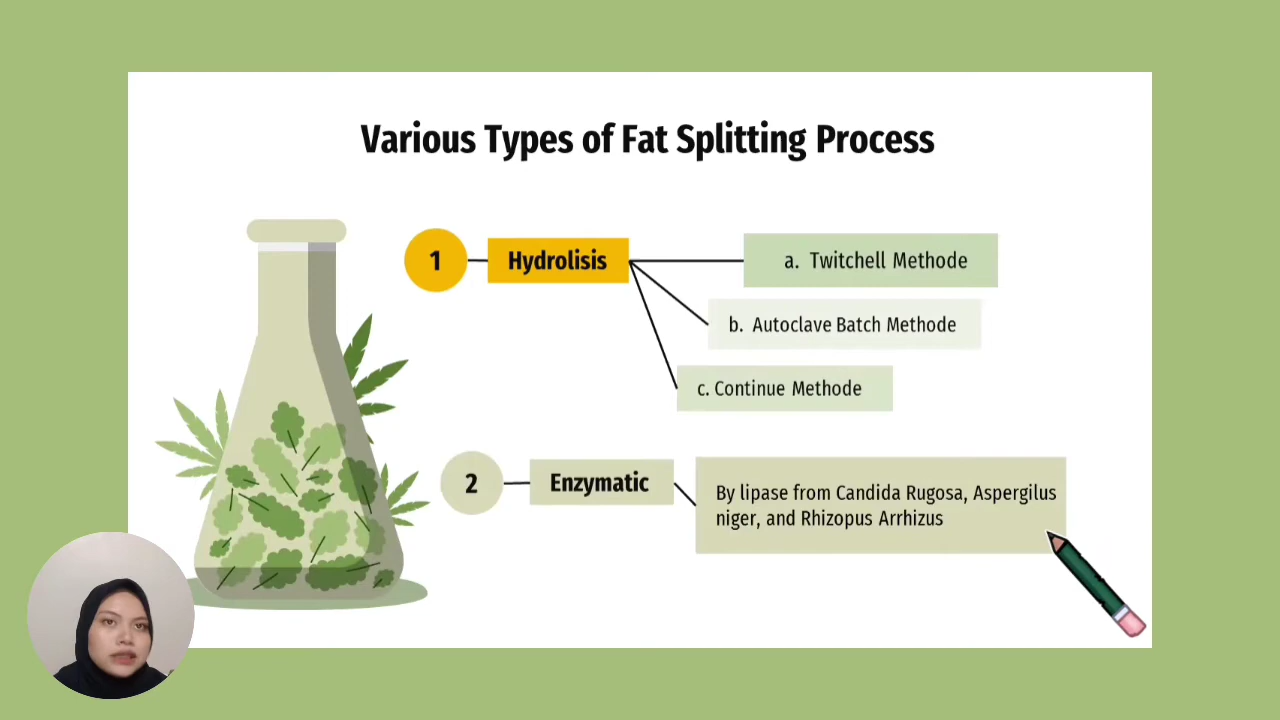 Various Types of Fat Splitting Process
1
Hydrolisis
a. Twitchell Methode
b. Autoclave Batch Methode
c. Continue Methode
2
Enzymatic
By lipase from Candida Rugosa, Aspergilus
niger, and Rhizopus Arrhizus